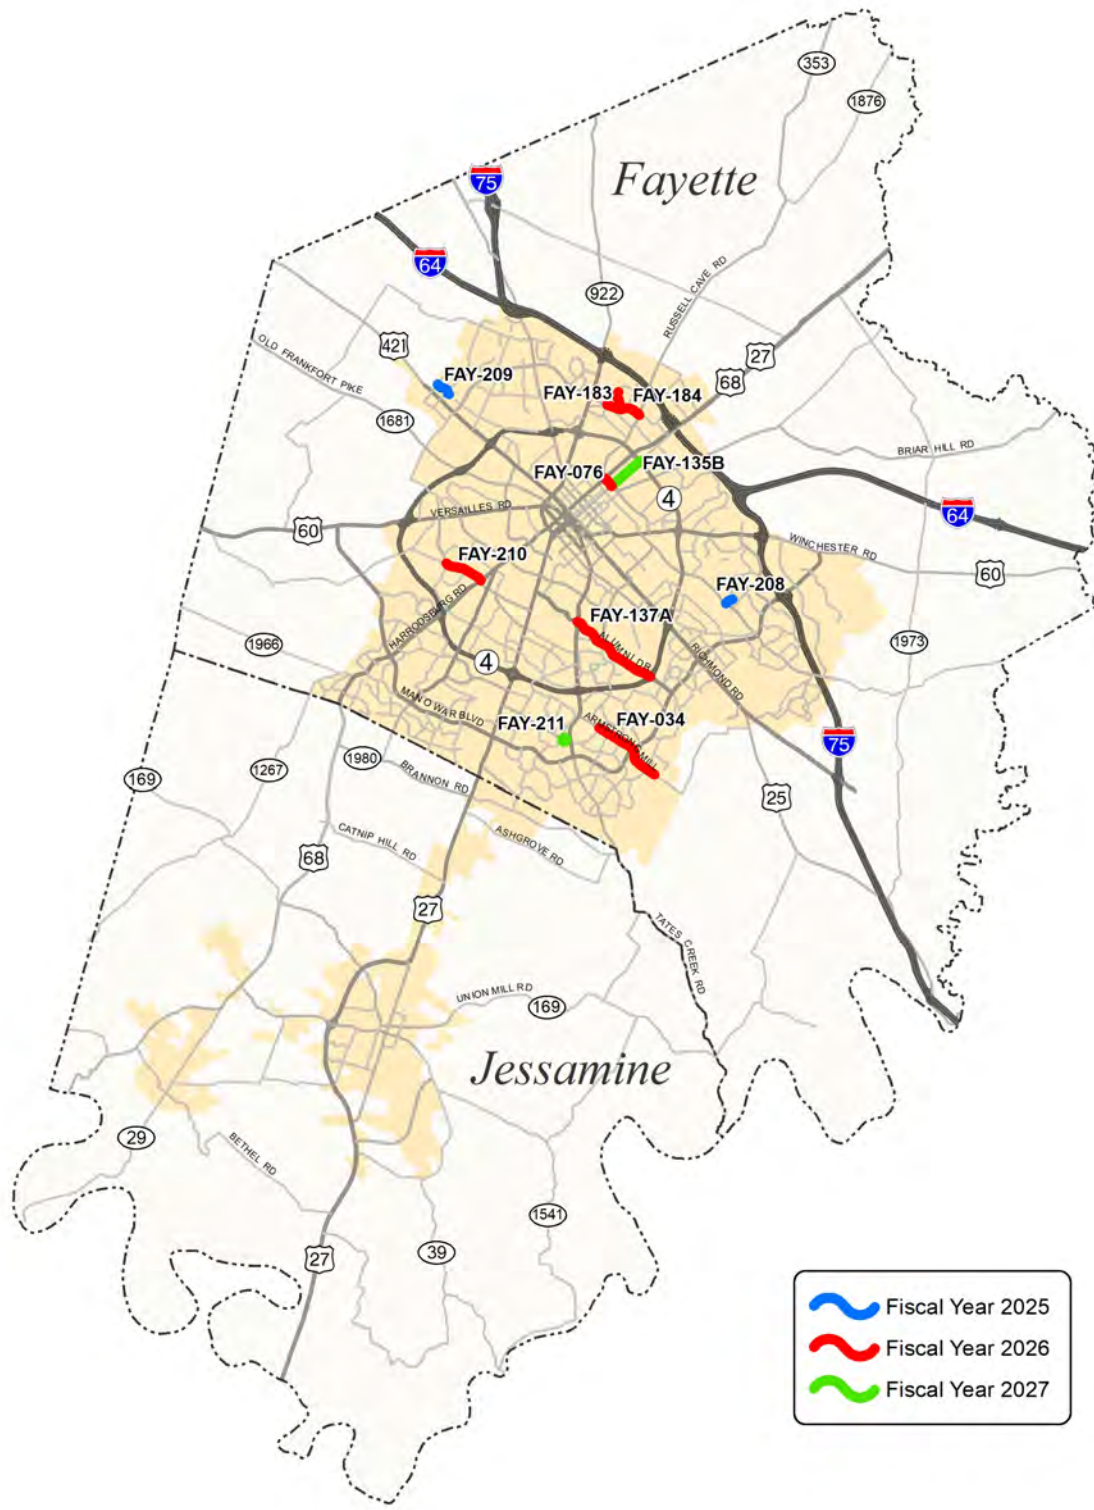 353
1876
Fayette
75
64
922
RUSSELL CAVE RD
27
421
68
OLD FRANKFORT PIKE
FAY-209
FAY-183
FAY-184
1681
BRIAR HILL RD
FAY-135B
FAY-076
4
64
VERSAILLES RD
60
WINCHESTER RD
FAY-210
60
FAY-208
HARRODSBURG RD
FAY-137A
ALUMNI DR
1966
1973
4
RICHMOND RD
MAN O WAR BLVD
FAY-211
ARMSTRONG MILL
FAY-034
75
1980
169
1267
BRANNON RD
25
CATNIP HILL RD
ASHGROVE RD
68
27
TATES CREEK RD
UNION MILL RD
169
Jessamine
29
BETHEL RD
1541
39
27
Fiscal Year 2025
Fiscal Year 2026
Fiscal Year 2027